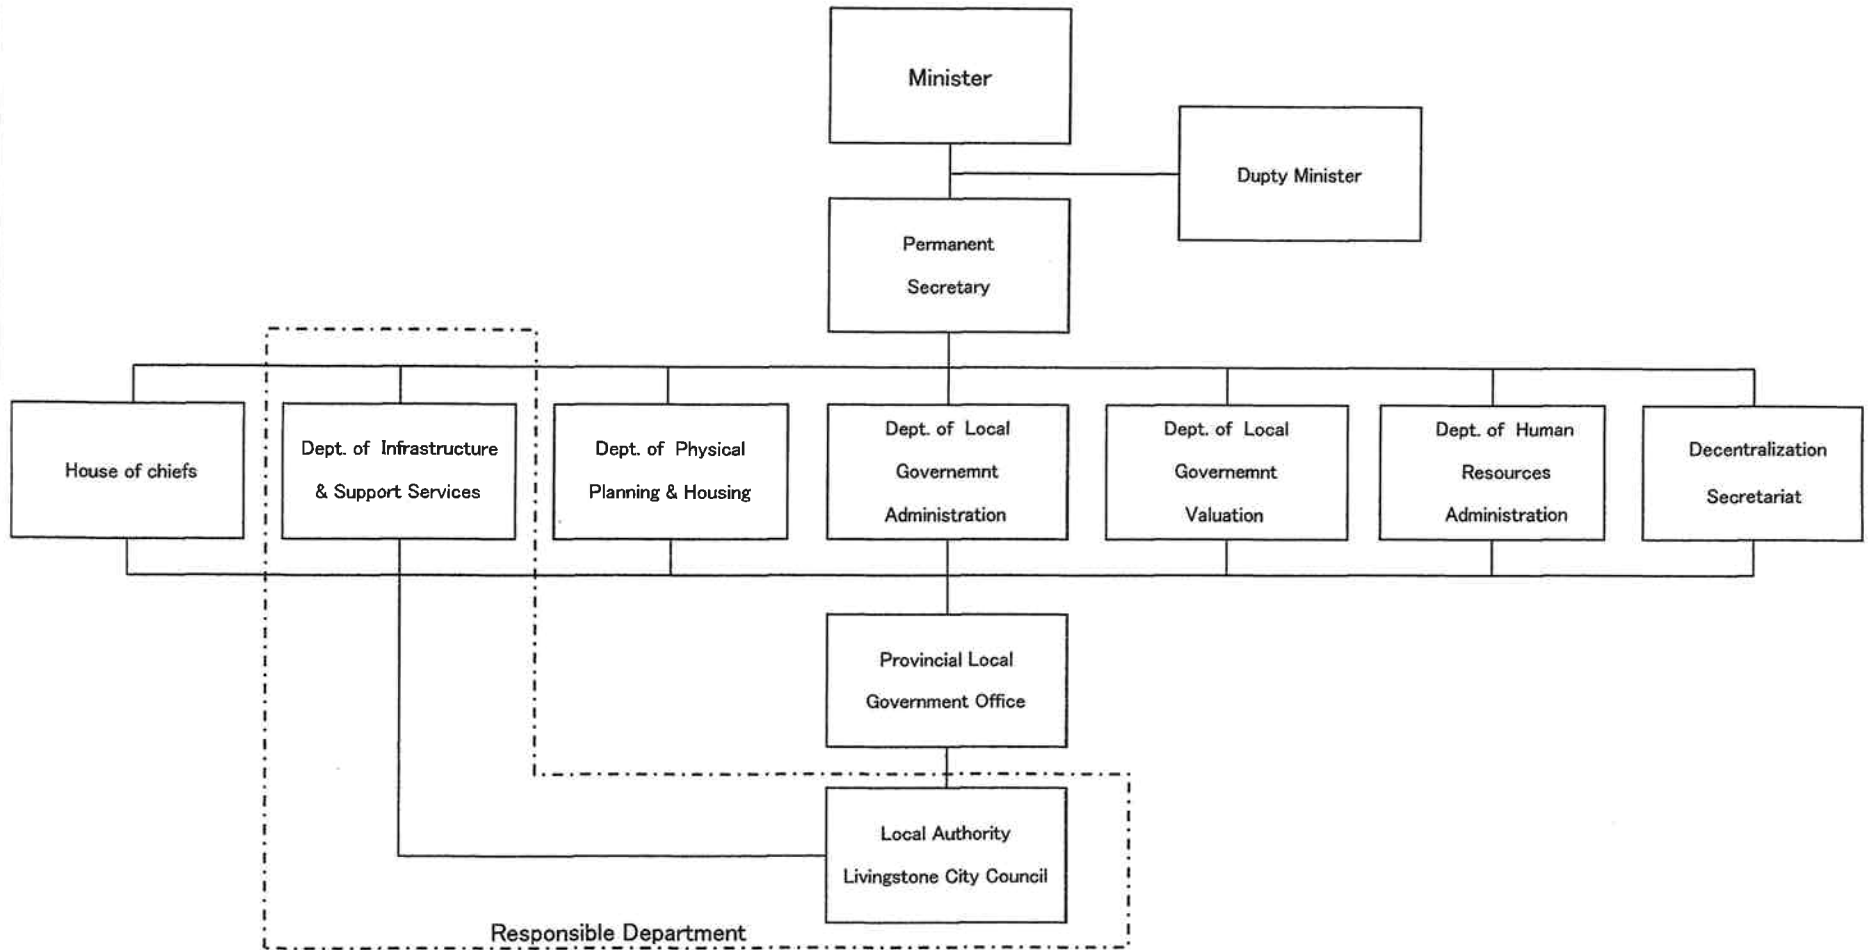 Minister
Dupty Minister
Permanent
Secretary
House of chiefs
Dept. of Infrastructure
& Support Services
Dept. of Physical
Planning & Housing
Dept. of Local
Governemnt
Administration
Dept. of Local
Governemnt
Valuation
Dept. of Human
Resources
Administration
Decentralization
Secretariat
Provincial Local
Government Office
Local Authority
Livingstone City Council
Responsible Department